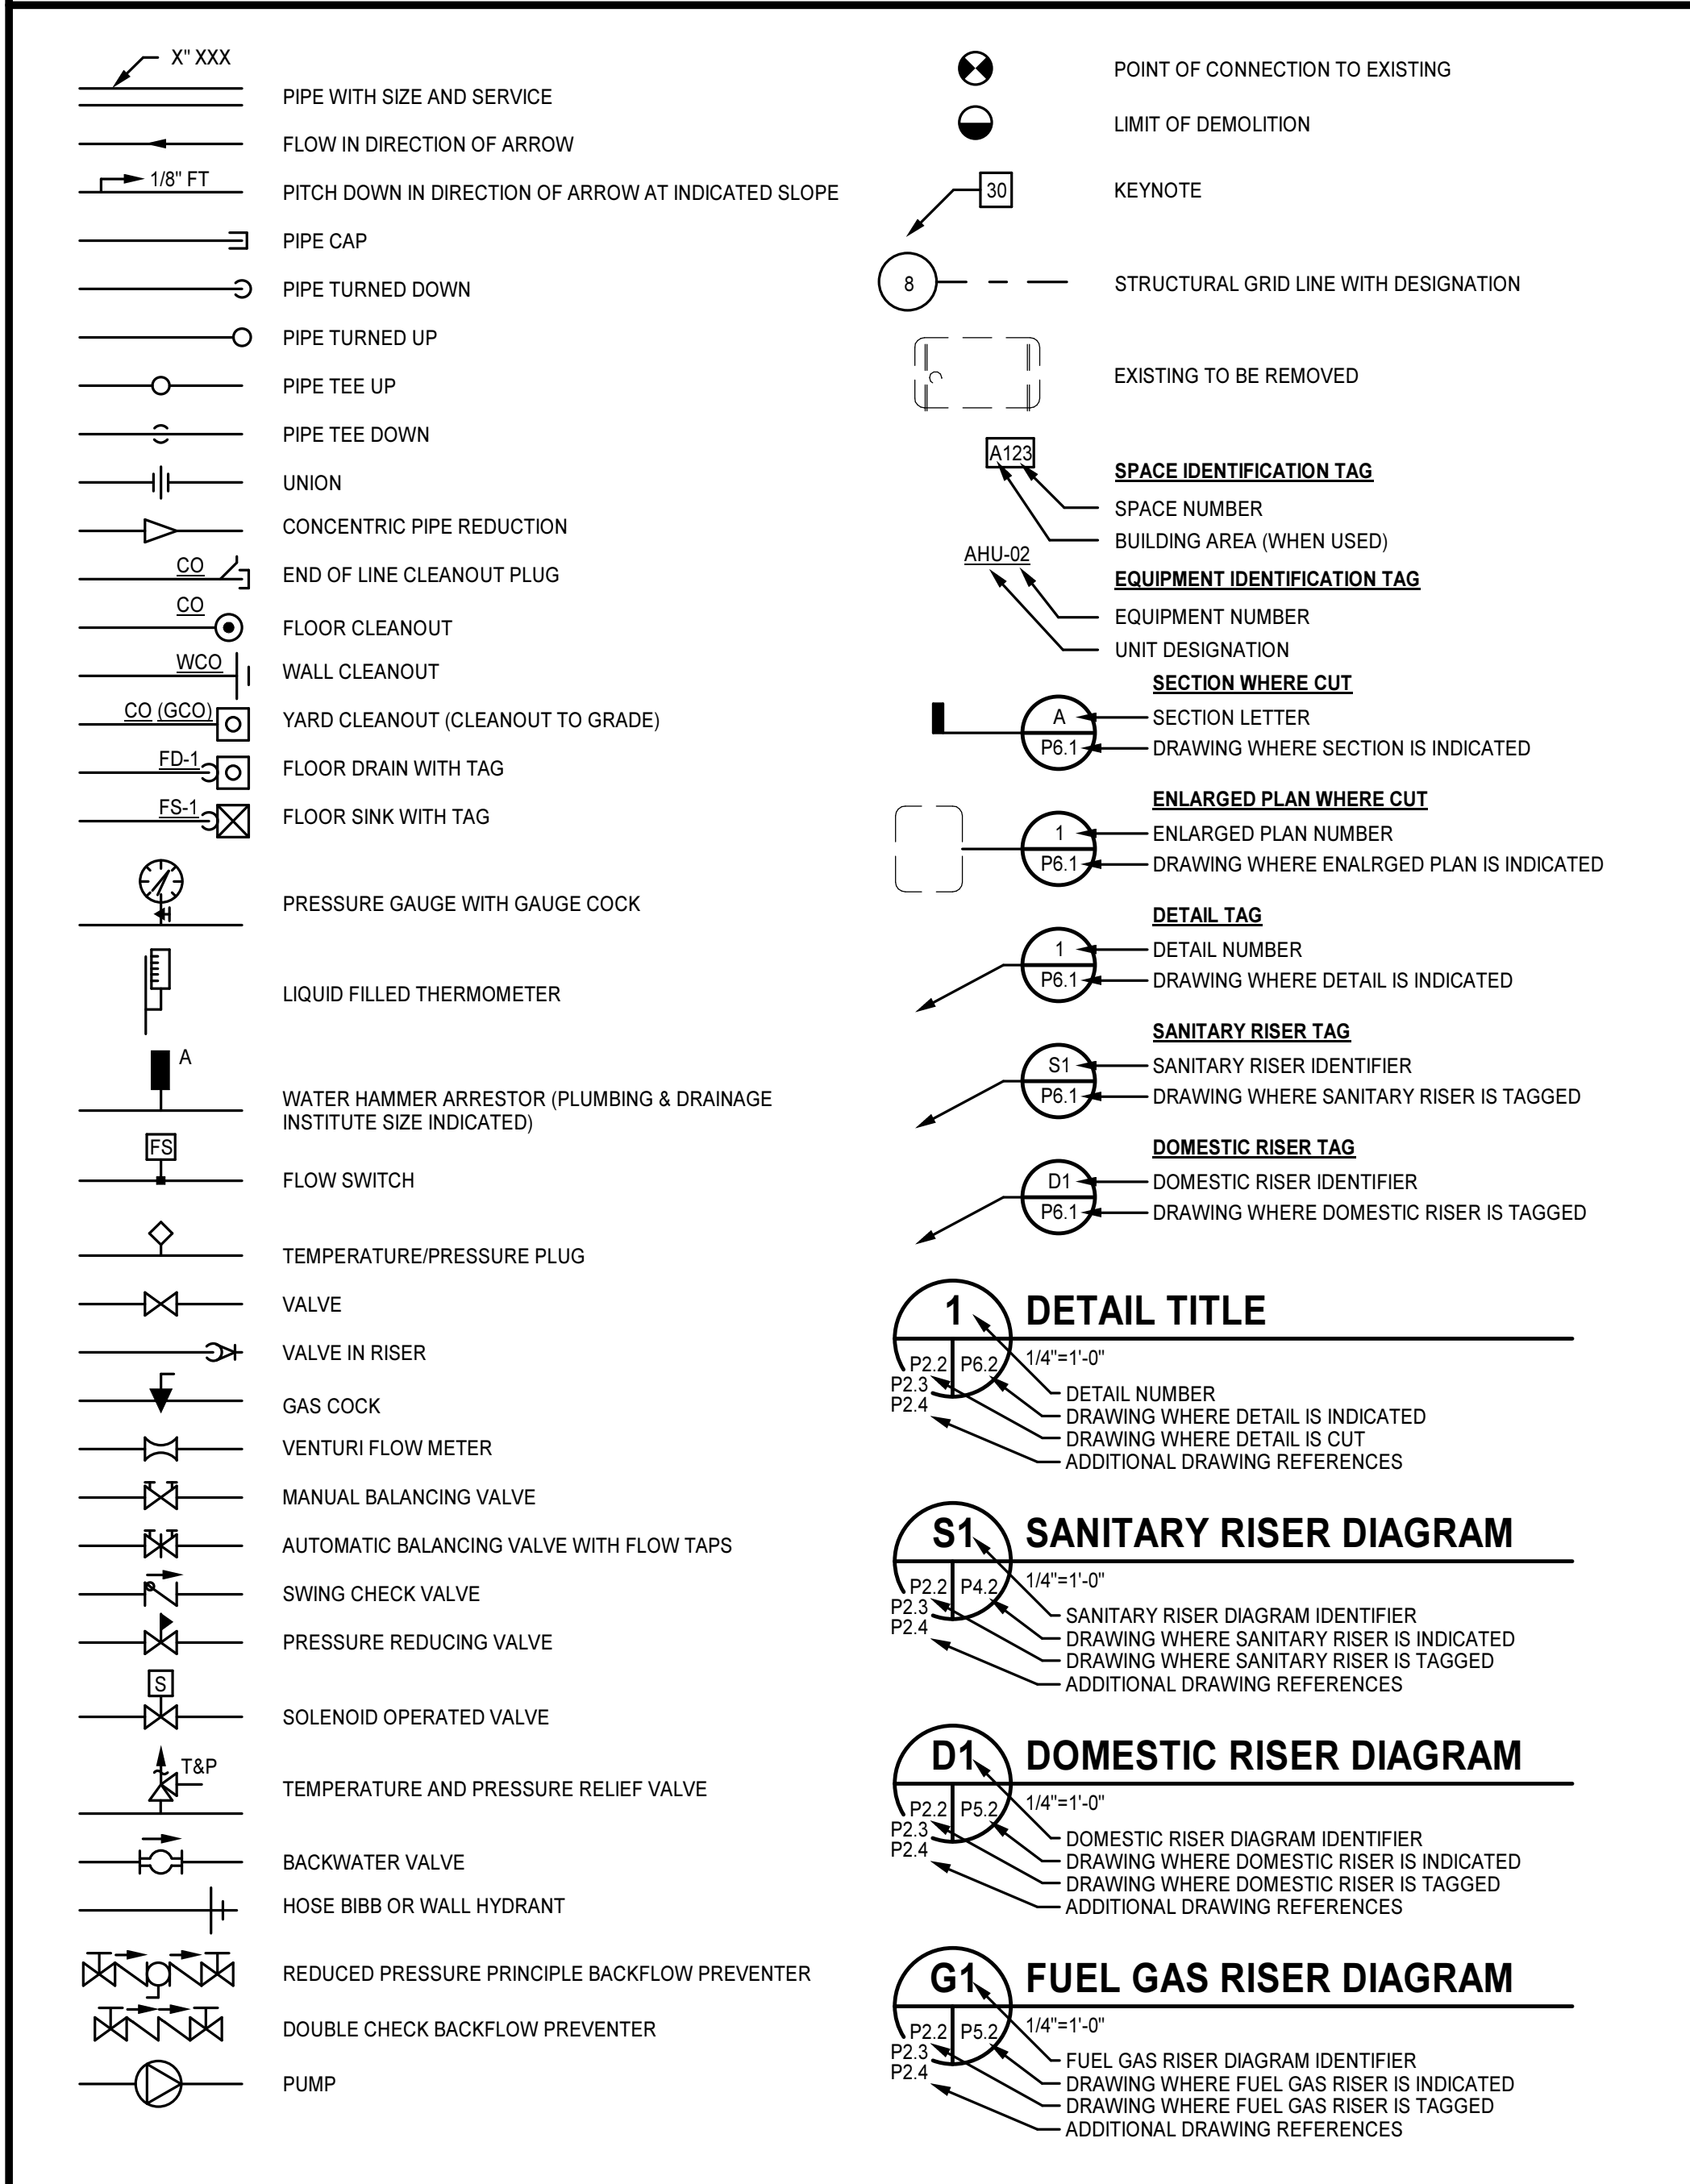 X" XXX
PIPE WITH SIZE AND SERVICE
FLOW IN DIRECTION OF ARROW
1/8" FT
PITCH DOWN IN DIRECTION OF ARROW AT INDICATED SLOPE
PIPE CAP
PIPE TURNED DOWN
PIPE TURNED UP
PIPE TEE UP
PIPE TEE DOWN
UNION
CONCENTRIC PIPE REDUCTION
CO
END OF LINE CLEANOUT PLUG
CO
FLOOR CLEANOUT
WCO
WALL CLEANOUT
CO (GCO)
YARD CLEANOUT (CLEANOUT TO GRADE)
FD-1
FLOOR DRAIN WITH TAG
FS-1
FLOOR SINK WITH TAG
PRESSURE GAUGE WITH GAUGE COCK
LIQUID FILLED THERMOMETER
A
WATER HAMMER ARRESTOR (PLUMBING & DRAINAGE
INSTITUTE SIZE INDICATED)
FS
FLOW SWITCH
TEMPERATURE/PRESSURE PLUG
VALVE
VALVE IN RISER
GAS COCK
VENTURI FLOW METER
MANUAL BALANCING VALVE
AUTOMATIC BALANCING VALVE WITH FLOW TAPS
SWING CHECK VALVE
PRESSURE REDUCING VALVE
S
SOLENOID OPERATED VALVE
T&P
TEMPERATURE AND PRESSURE RELIEF VALVE
BACKWATER VALVE
HOSE BIBB OR WALL HYDRANT
REDUCED PRESSURE PRINCIPLE BACKFLOW PREVENTER
DOUBLE CHECK BACKFLOW PREVENTER
PUMP
POINT OF CONNECTION TO EXISTING
LIMIT OF DEMOLITION
30
KEYNOTE
8
STRUCTURAL GRID LINE WITH DESIGNATION
EXISTING TO BE REMOVED
A123
SPACE IDENTIFICATION TAG
SPACE NUMBER
BUILDING AREA (WHEN USED)
AHU-02
EQUIPMENT IDENTIFICATION TAG
EQUIPMENT NUMBER
UNIT DESIGNATION
SECTION WHERE CUT
A
SECTION LETTER
P6.1
DRAWING WHERE SECTION IS INDICATED
ENLARGED PLAN WHERE CUT
1
ENLARGED PLAN NUMBER
P6.1
DRAWING WHERE ENALRGED PLAN IS INDICATED
DETAIL TAG
1
DETAIL NUMBER
P6.1
DRAWING WHERE DETAIL IS INDICATED
SANITARY RISER TAG
S1
SANITARY RISER IDENTIFIER
P6.1
DRAWING WHERE SANITARY RISER IS TAGGED
DOMESTIC RISER TAG
D1
DOMESTIC RISER IDENTIFIER
P6.1
DRAWING WHERE DOMESTIC RISER IS TAGGED
1
DETAIL TITLE
P2.2
P6.2
1/4"=1'-0"
P2.3
P2.4
DETAIL NUMBER
DRAWING WHERE DETAIL IS INDICATED
DRAWING WHERE DETAIL IS CUT
ADDITIONAL DRAWING REFERENCES
S1
SANITARY RISER DIAGRAM
P2.2
P4.2
1/4"=1'-0"
P2.3
P2.4
SANITARY RISER DIAGRAM IDENTIFIER
DRAWING WHERE SANITARY RISER IS INDICATED
DRAWING WHERE SANITARY RISER IS TAGGED
ADDITIONAL DRAWING REFERENCES
D1
DOMESTIC RISER DIAGRAM
P2.2
P5.2
1/4"=1'-0"
P2.3
P2.4
DOMESTIC RISER DIAGRAM IDENTIFIER
DRAWING WHERE DOMESTIC RISER IS INDICATED
DRAWING WHERE DOMESTIC RISER IS TAGGED
ADDITIONAL DRAWING REFERENCES
G1
FUEL GAS RISER DIAGRAM
P2.2
P5.2
1/4"=1'-0"
P2.3
P2.4
FUEL GAS RISER DIAGRAM IDENTIFIER
DRAWING WHERE FUEL GAS RISER IS INDICATED
DRAWING WHERE FUEL GAS RISER IS TAGGED
ADDITIONAL DRAWING REFERENCES